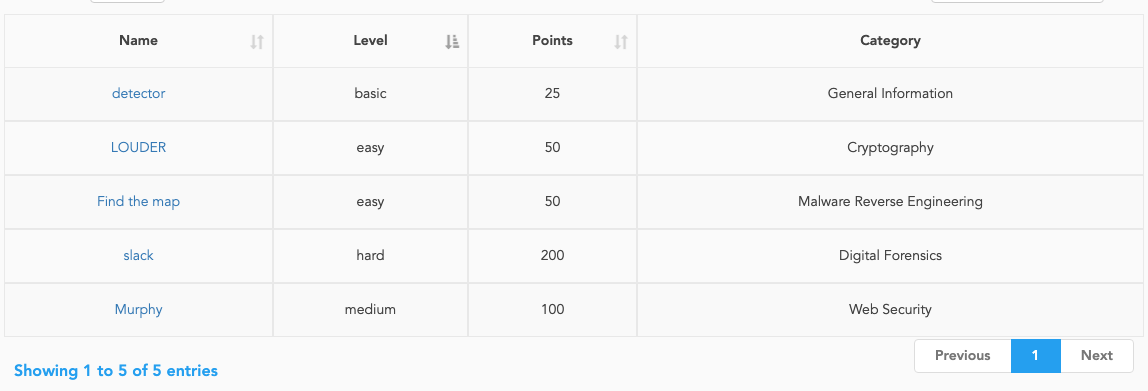 Name Level Points Category
detector basic 25 General Information
LOUDER easy 50 Cryptography
Find the map easy 50 Malware Reverse Engineering
slack hard 200 Digital Forensics
Murphy medium 100 Web Security
Showing 1 to 5 of 5 entries Previous 1 Next